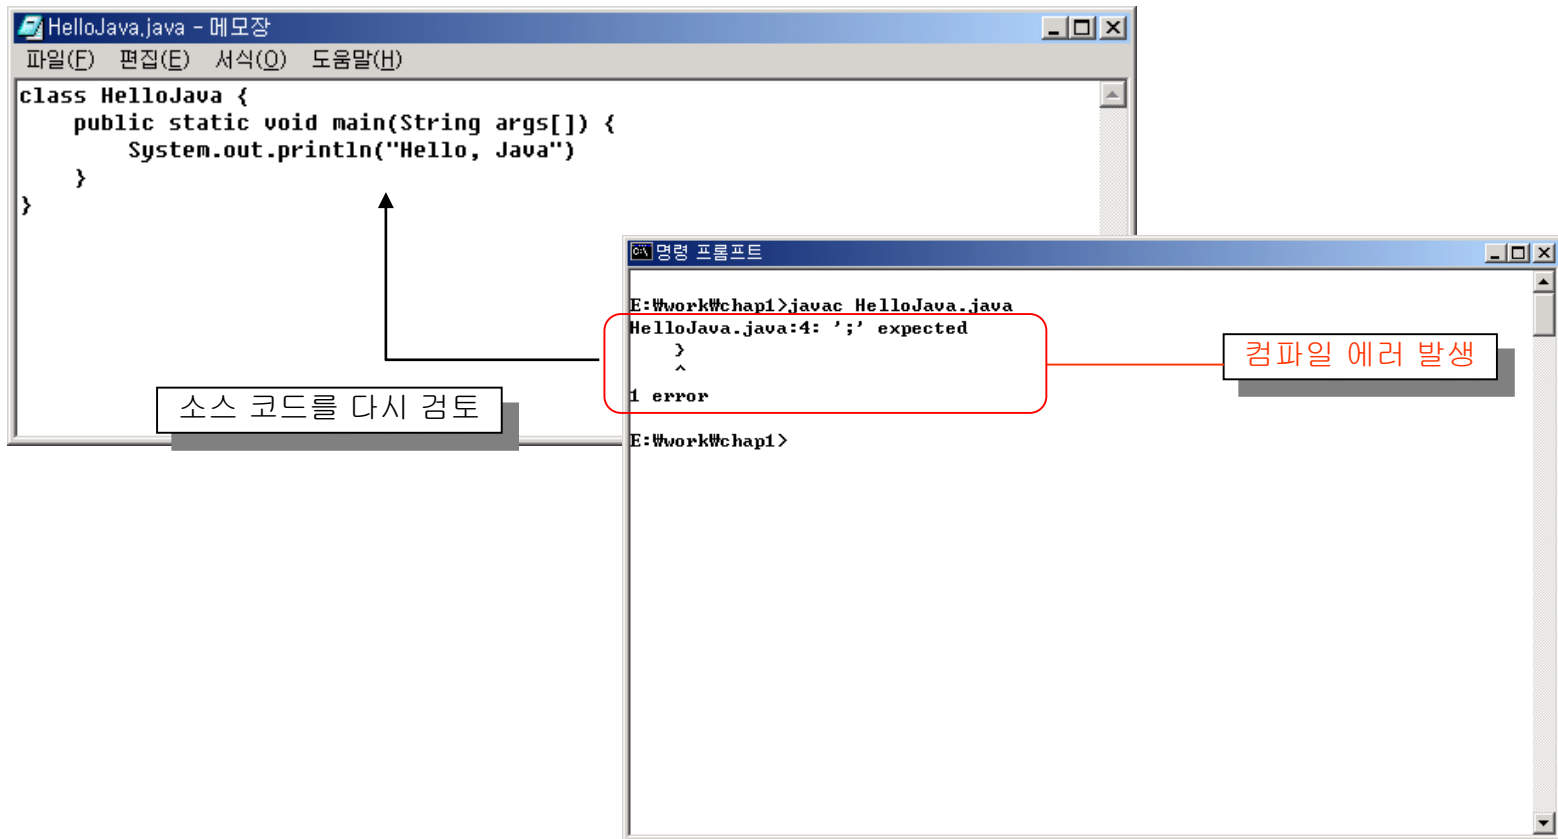 HelloJava.java - 메모장
파일(F) 편집(E) 서식(O) 도움말(H)
class HelloJava {
    public static void main(String args[]) {
        System.out.println("Hello, Java")
    }
}
소스 코드를 다시 검토
명령 프롬프트
E:₩work₩chap1>javac HelloJava.java
HelloJava.java:4: ';' expected
    }
    ^
1 error
E:₩work₩chap1>
컴파일 에러 발생